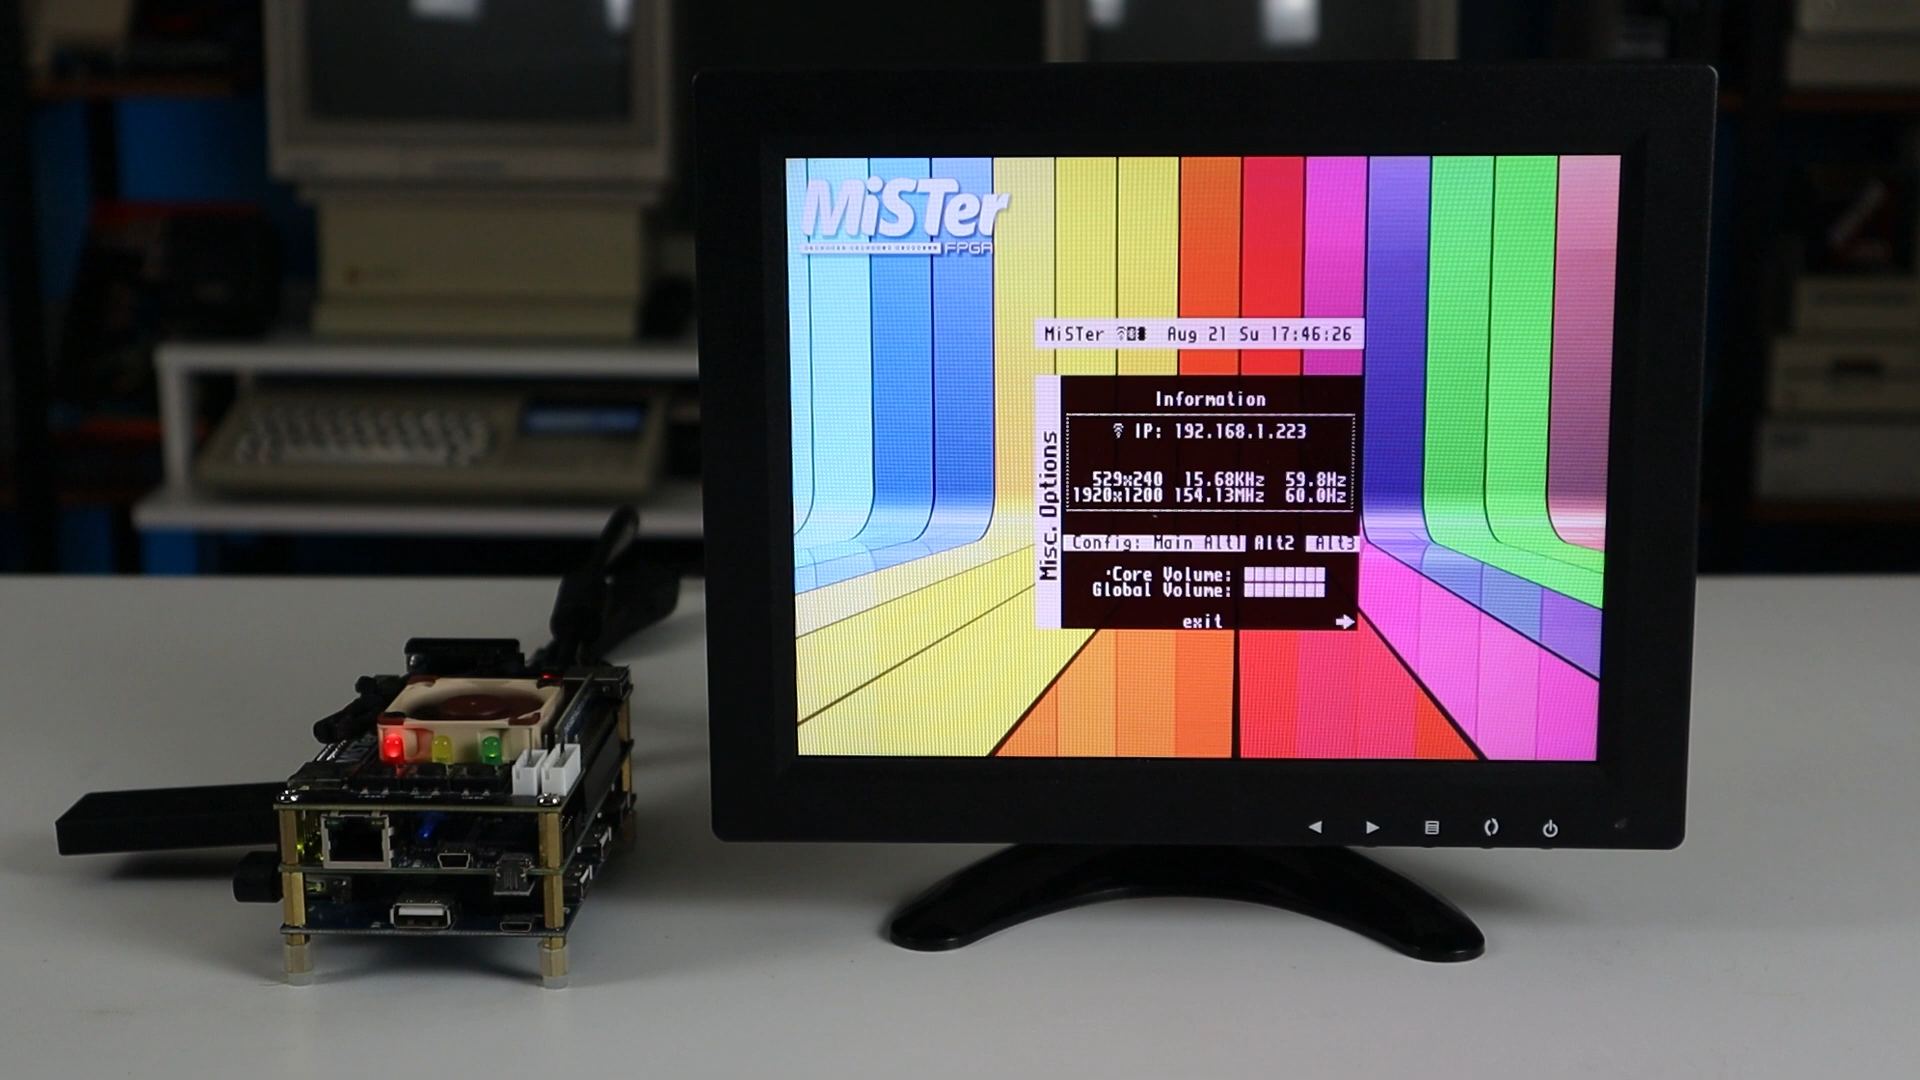 MiSTer
FPGA
MiSTer Aug 21 Su 17:46:26
Misc. Options
Information
IP: 192.168.1.223
529x240 15.68KHz 59.8Hz
1920x1200 154.13MHz 60.0Hz
Config: Main Alt1 Alt2 Alt3
·Core Volume:
Global Volume:
exit